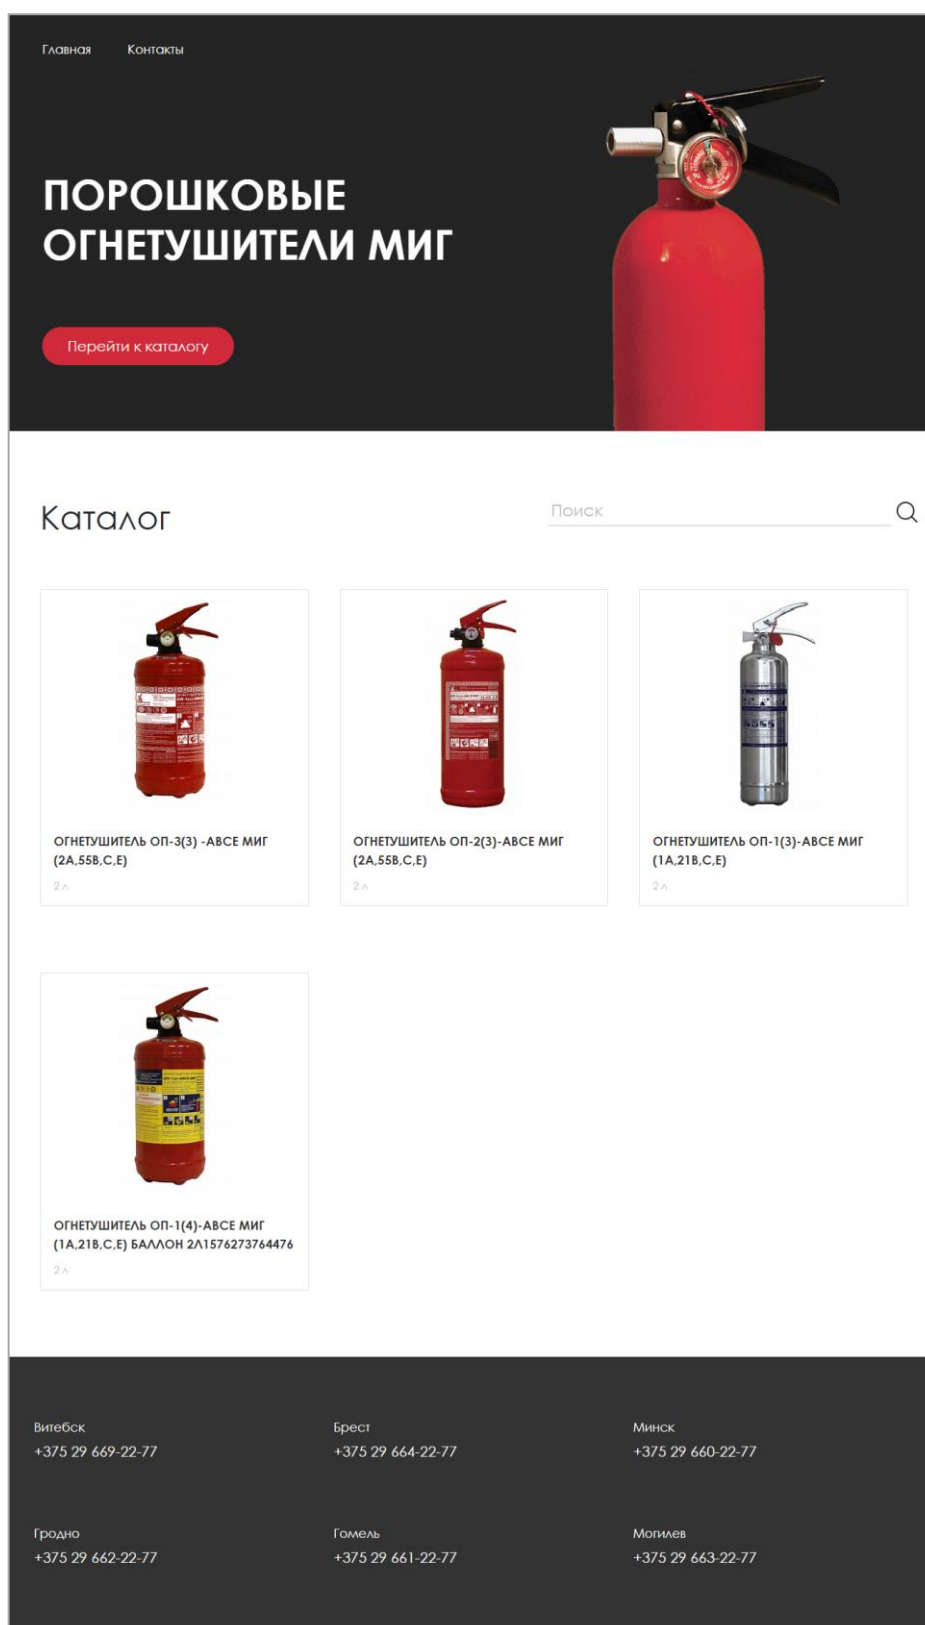 Главная Контакты
ПОРОШКОВЫЕ
ОГНЕТУШИТЕЛИ МИГ
Перейти к каталогу
Каталог
Поиск
ОГНЕТУШИТЕЛЬ ОП-3(3) -АВСЕ МИГ
(2А,55В,С,Е)
2 л
ОГНЕТУШИТЕЛЬ ОП-2(3)-АВСЕ МИГ
(2А,55В,С,Е)
2 л
ОГНЕТУШИТЕЛЬ ОП-1(3)-АВСЕ МИГ
(1А,21В,С,Е)
2 л
ОГНЕТУШИТЕЛЬ ОП-1(4)-АВСЕ МИГ
(1А,21В,С,Е) БАЛЛОН 2Л1576273764476
2 л
Витебск
+375 29 669-22-77
Брест
+375 29 664-22-77
Минск
+375 29 660-22-77
Гродно
+375 29 662-22-77
Гомель
+375 29 661-22-77
Могилев
+375 29 663-22-77